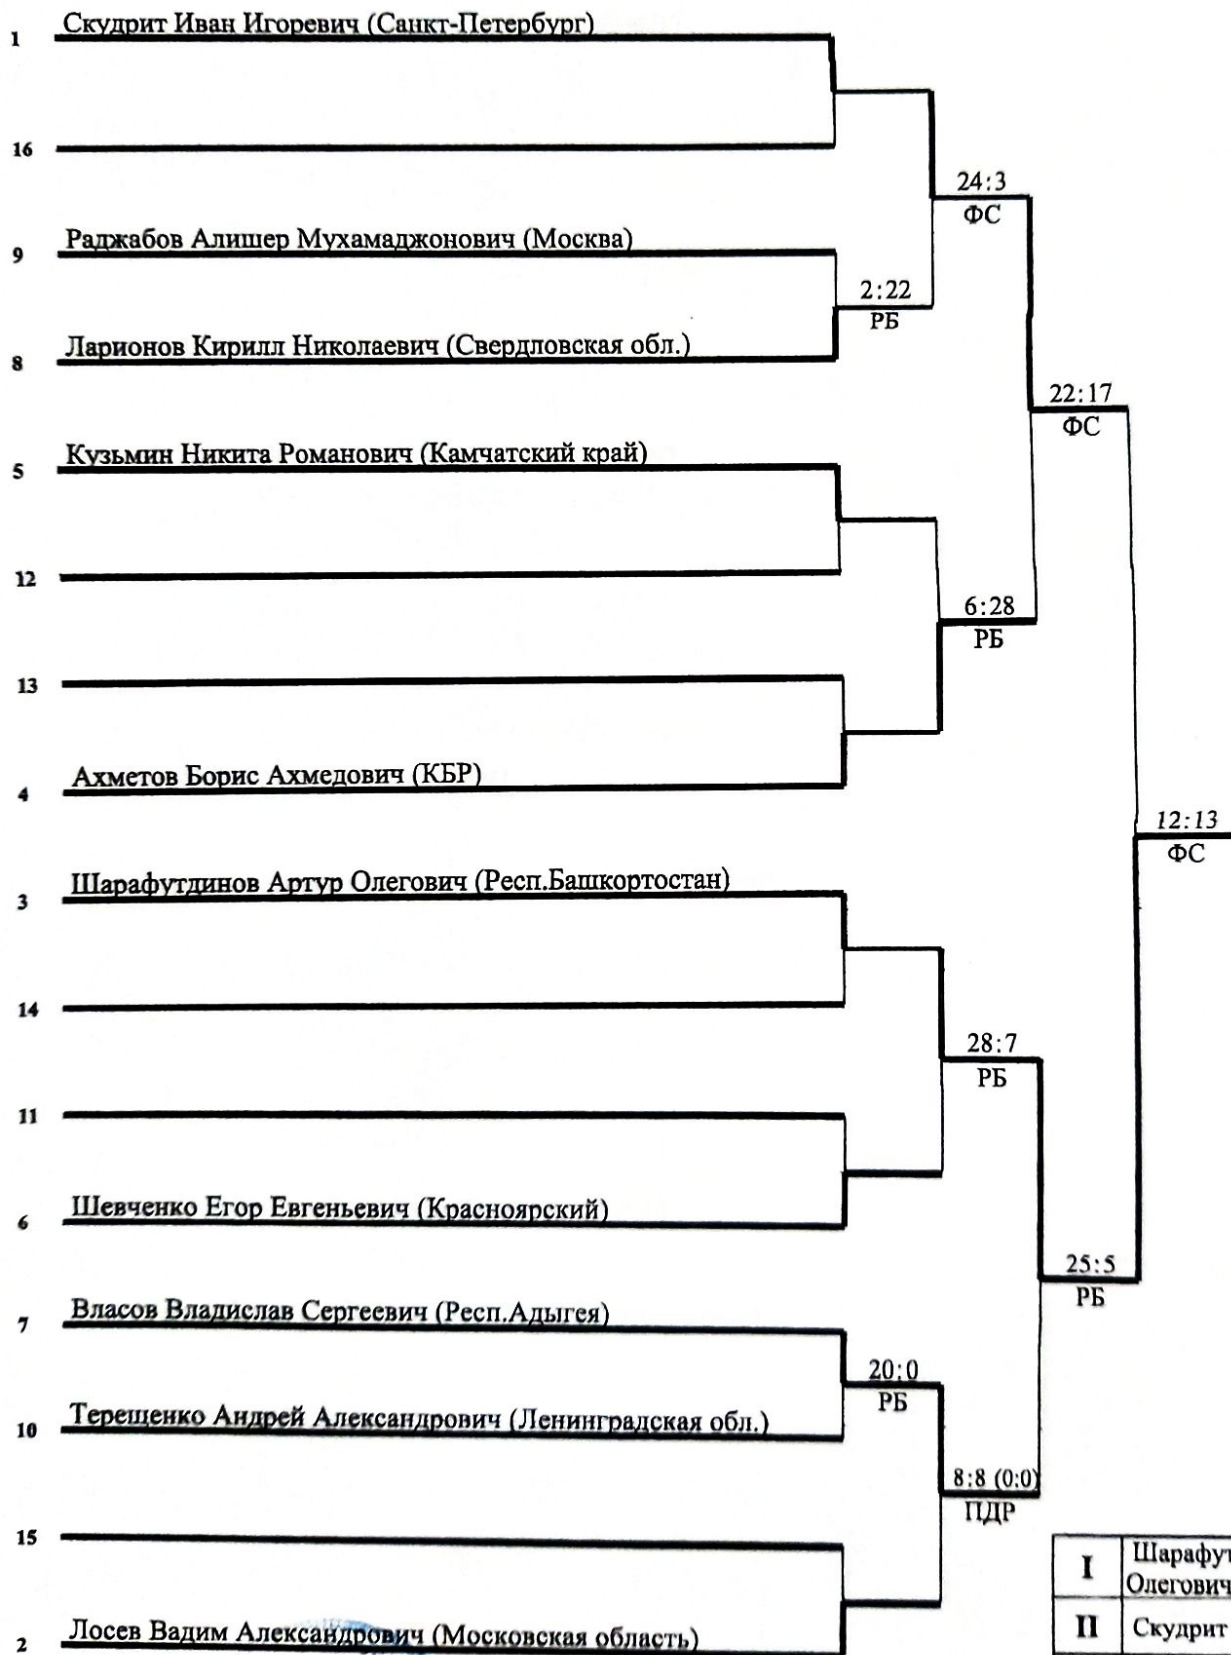 1 Скудрит Иван Игоревич (Санкт-Петербург)
16
24:3
ФС
9 Раджабов Алишер Мухамаджонович (Москва)
2:22
РБ
8 Ларионов Кирилл Николаевич (Свердловская обл.)
22:17
ФС
5 Кузьмин Никита Романович (Камчатский край)
12
6:28
РБ
13
4 Ахметов Борис Ахмедович (КБР)
12:13
ФС
3 Шарафутдинов Артур Олегович (Респ.Башкортостан)
14
28:7
РБ
11
6 Шевченко Егор Евгеньевич (Красноярский)
25:5
РБ
7 Власов Владислав Сергеевич (Респ.Адыгея)
20:0
РБ
10 Терещенко Андрей Александрович (Ленинградская обл.)
8:8 (0:0)
ПДР
15
I Шарафут
Олегович
II Скудрит
2 Лосев Вадим Александрович (Московская область)